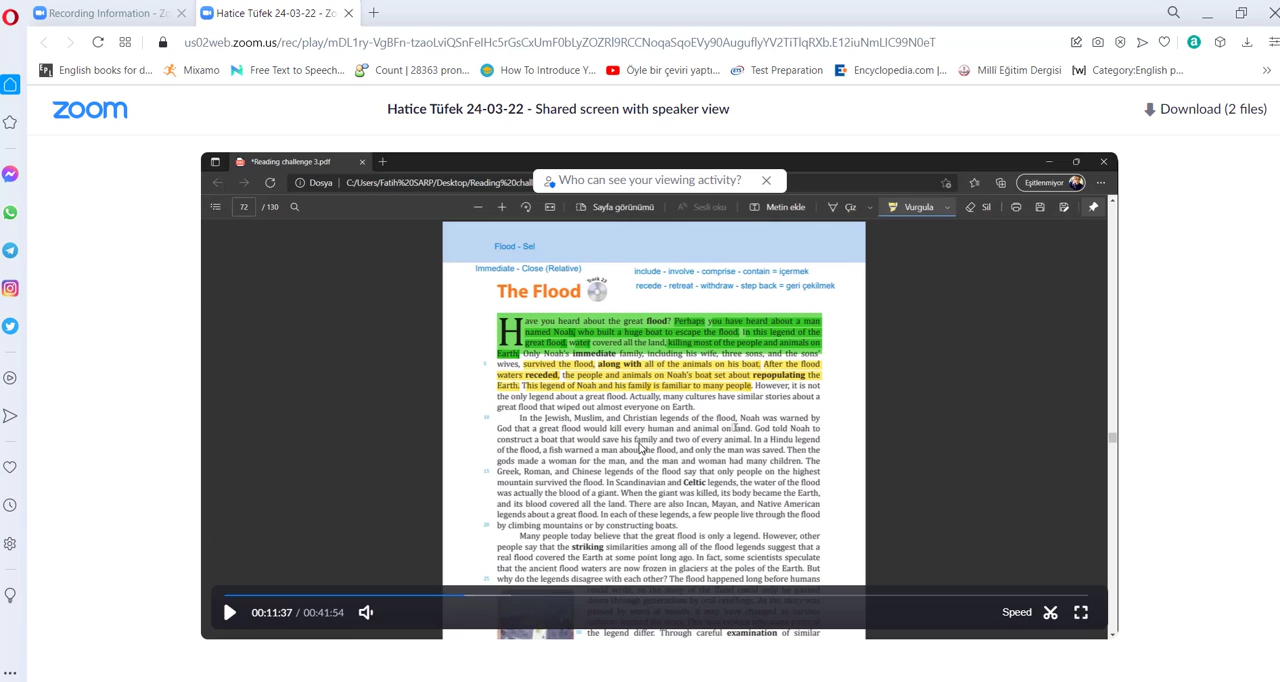 Recording Information - Zo
Hatice Tüfek 24-03-22 - Zo
us02web.zoom.us/rec/play/mDL1ry-VgBFn-tzaoLviQSnFelHc5rGsCxUmF0bLyZOZRl9RCCNoqaSqoEVy90AuguflyYV2TiTlqRXb.E12iuNmLIC99N0eT
English books for d...
Mixamo
Free Text to Speech...
Count | 28363 pron...
How To Introduce Y...
Öyle bir çeviri yaptı...
Test Preparation
Encyclopedia.com |...
Millî Eğitim Dergisi
[w] Category:English p...
zoom
Hatice Tüfek 24-03-22 - Shared screen with speaker view
Download (2 files)
*Reading challenge 3.pdf
Dosya
C:/Users/Fatih%20SARP/Desktop/Reading%20chall
Who can see your viewing activity?
Eşitlenmiyor
72
/ 130
Sayfa görünümü
Sesli oku
Metin ekle
Çiz
Vurgula
Sil
Flood - Sel
Immediate - Close (Relative)
include - involve - comprise - contain = içermek
recede - retreat - withdraw - step back = geri çekilmek
The Flood
Track 22
Have you heard about the great flood? Perhaps you have heard about a man
named Noah, who built a huge boat to escape the flood. In this legend of the
great flood, water covered all the land, killing most of the people and animals on
Earth. Only Noah's immediate family, including his wife, three sons, and the sons'
5 wives, survived the flood, along with all of the animals on his boat. After the flood
waters receded, the people and animals on Noah's boat set about repopulating the
Earth. This legend of Noah and his family is familiar to many people. However, it is not
the only legend about a great flood. Actually, many cultures have similar stories about a
great flood that wiped out almost everyone on Earth.
10 In the Jewish, Muslim, and Christian legends of the flood, Noah was warned by
God that a great flood would kill every human and animal on land. God told Noah to
construct a boat that would save his family and two of every animal. In a Hindu legend
of the flood, a fish warned a man about the flood, and only the man was saved. Then the
gods made a woman for the man, and the man and woman had many children. The
15 Greek, Roman, and Chinese legends of the flood say that only people on the highest
mountain survived the flood. In Scandinavian and Celtic legends, the water of the flood
was actually the blood of a giant. When the giant was killed, its body became the Earth,
and its blood covered all the land. There are also Incan, Mayan, and Native American
legends about a great flood. In each of these legends, a few people live through the flood
20 by climbing mountains or by constructing boats.
Many people today believe that the great flood is only a legend. However, other
people say that the striking similarities among all of the flood legends suggest that a
real flood covered the Earth at some point long ago. In fact, some scientists speculate
that the ancient flood waters are now frozen in glaciers at the poles of the Earth. But
25 why do the legends disagree with each other? The flood happened long before humans
the legend differ. Through careful examination of similar
00:11:37 / 00:41:54
Speed